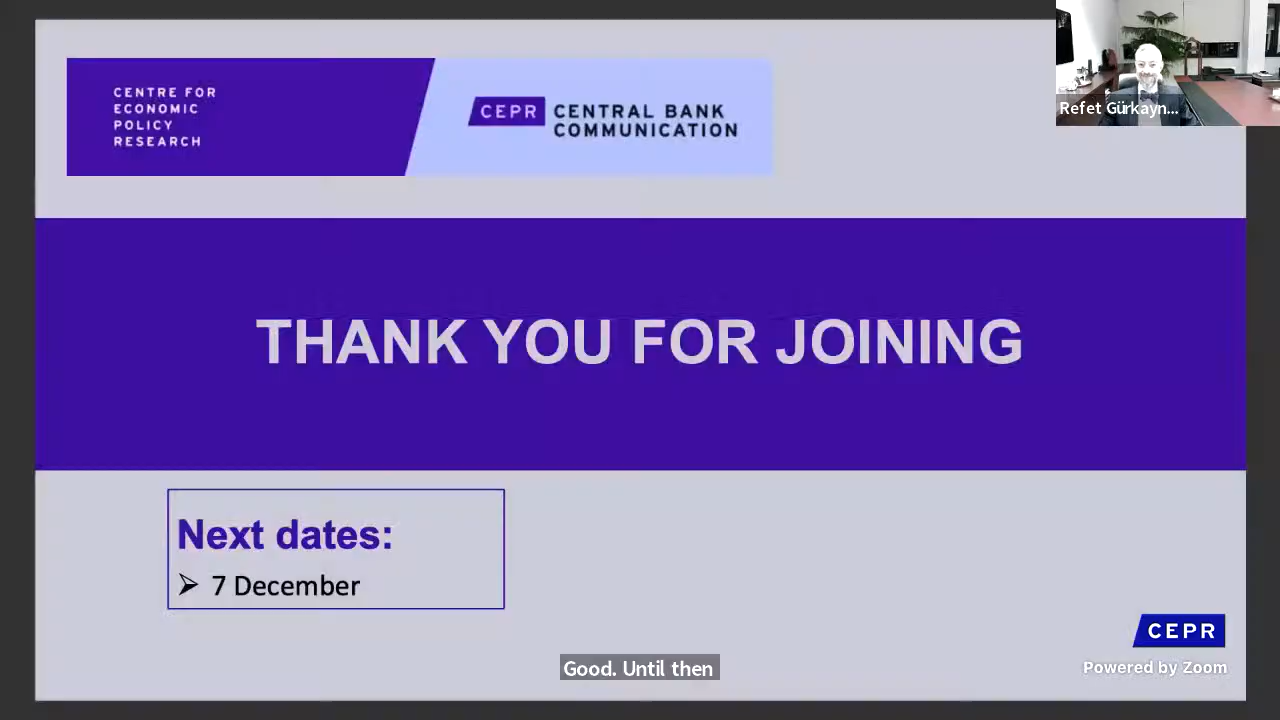 CENTRE FOR
ECONOMIC
POLICY
RESEARCH
CEPR CENTRAL BANK
COMMUNICATION
Refet Gürkayn...
THANK YOU FOR JOINING
Next dates:
➢ 7 December
CEPR
Good. Until then
Powered by Zoom